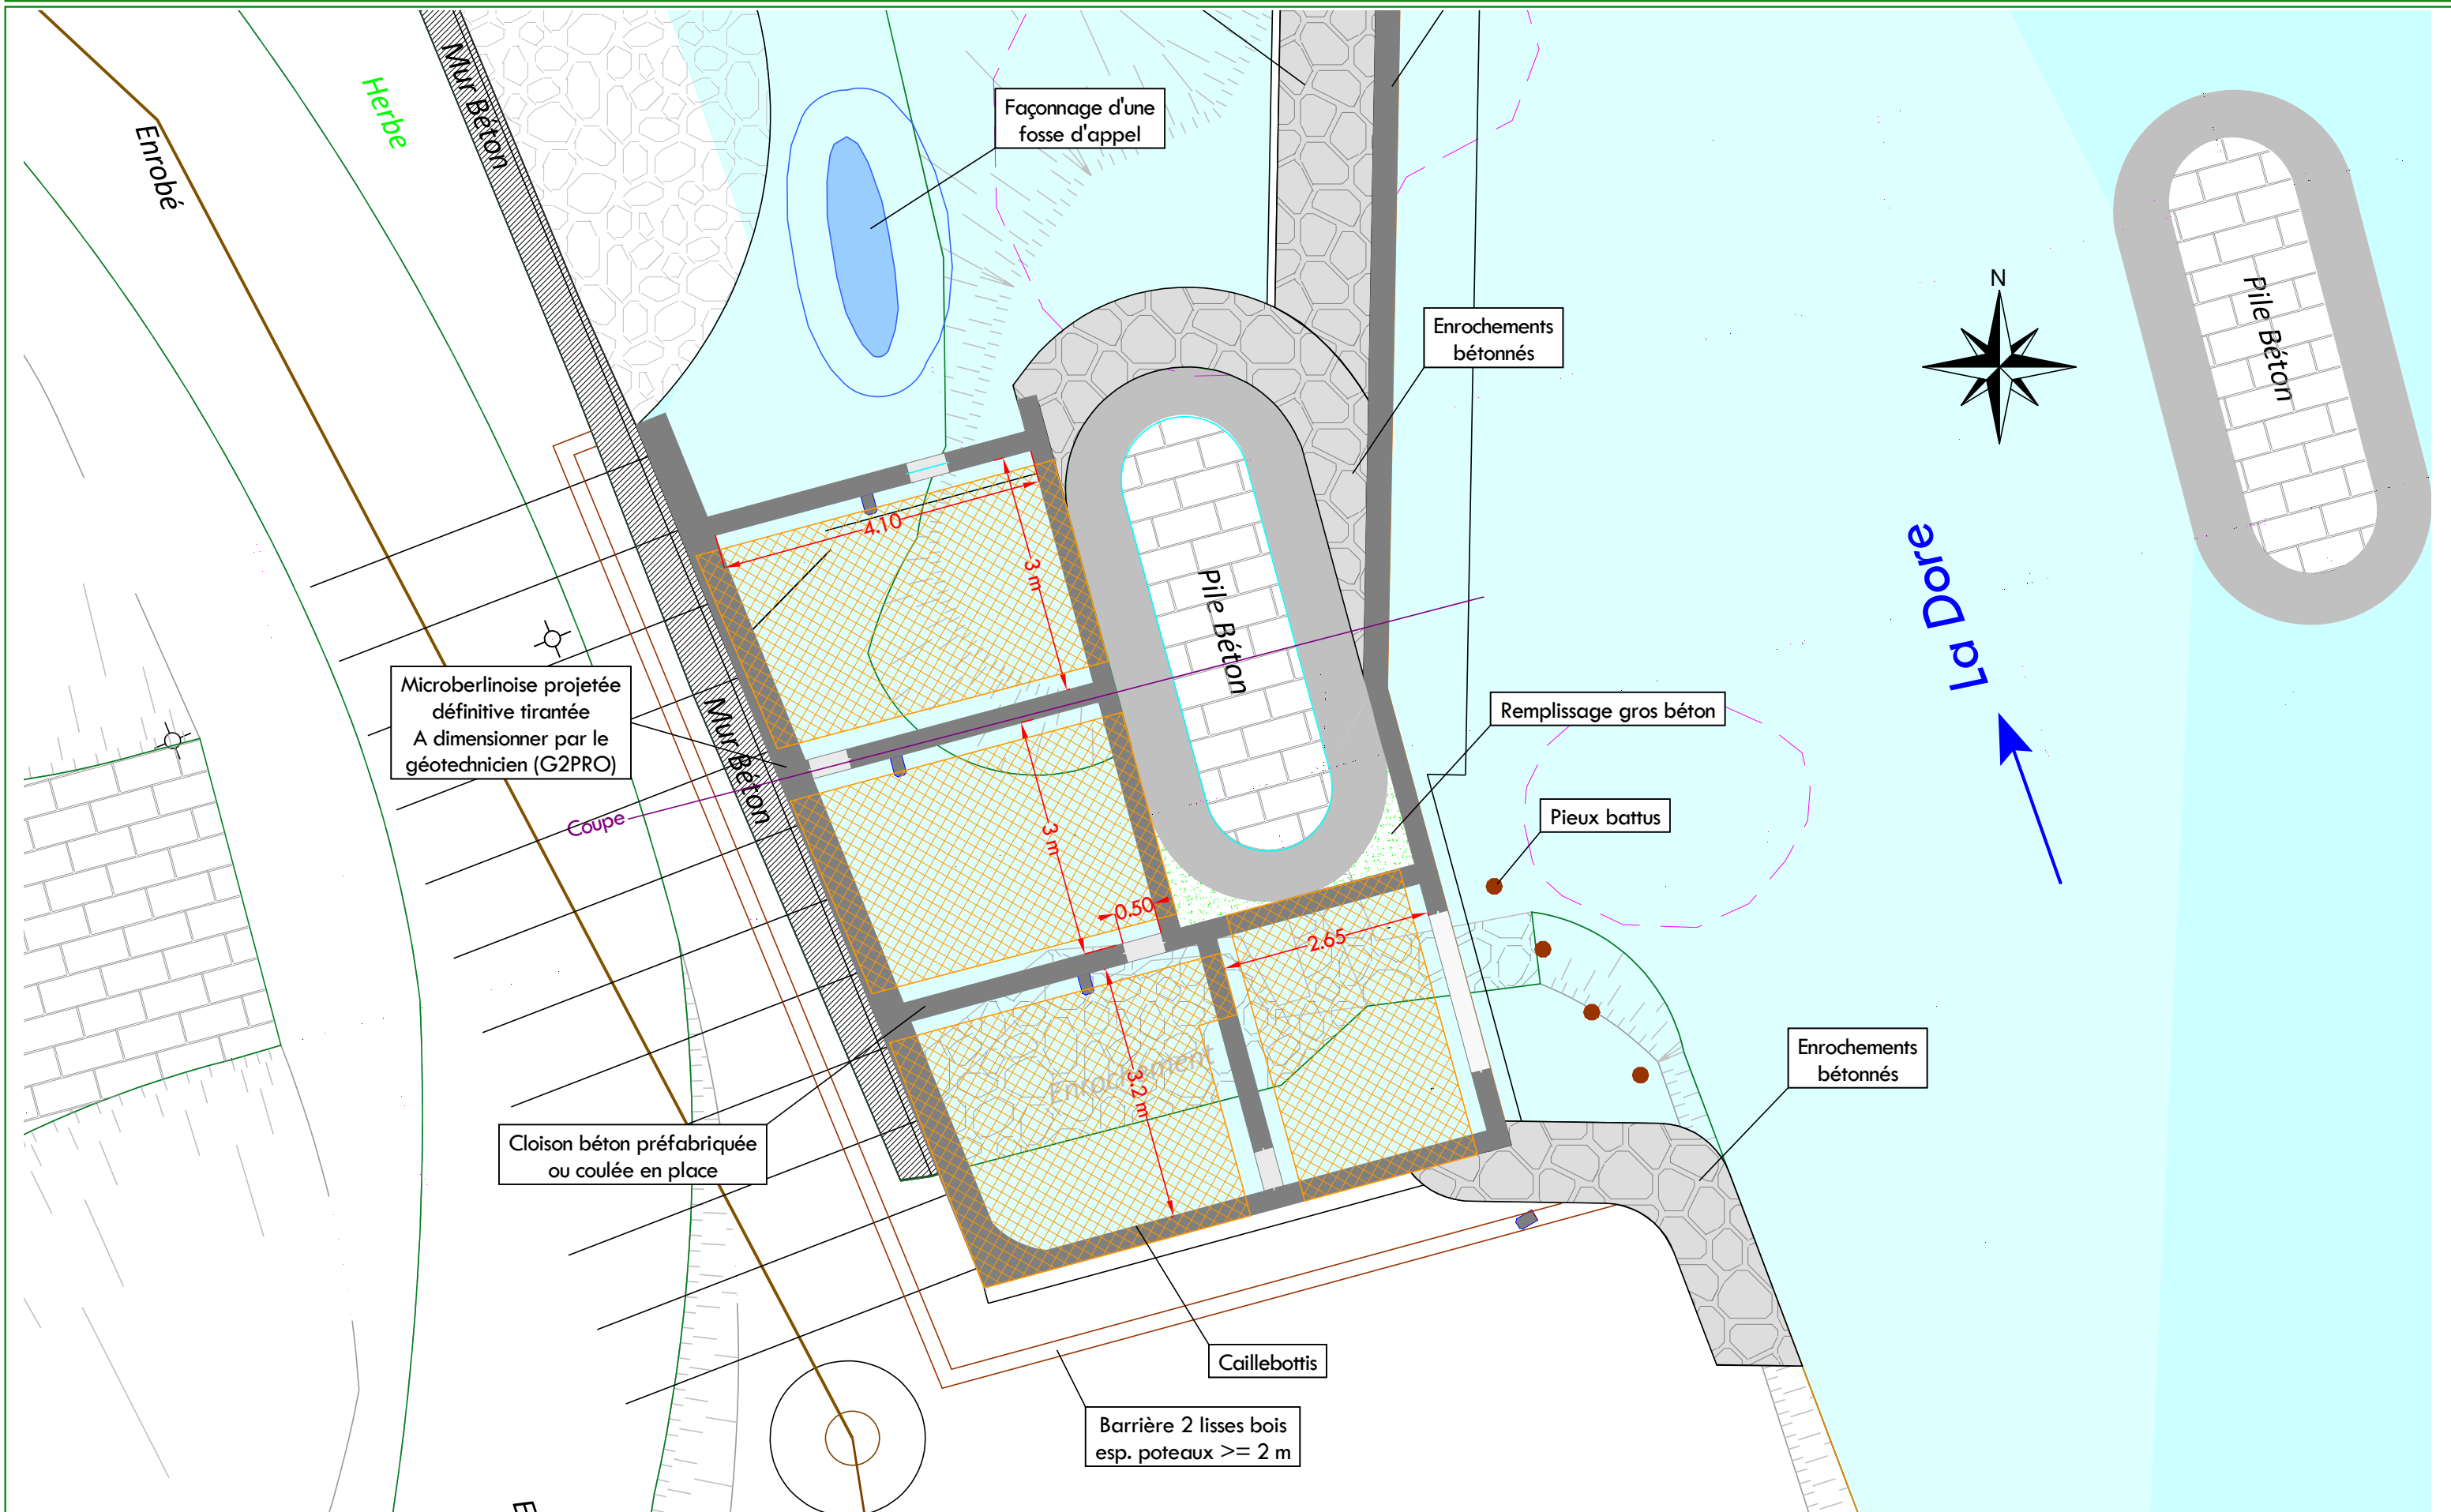 Mur Béton
Herbe
Enrobé
Façonnage d'une
fosse d'appel
N
Pile Béton
Enrochements
bétonnés
La Dore
4.10
3 m
Pile Béton
Microberlinoise projetée
définitive tirantée
A dimensionner par le
géotechnicien (G2PRO)
Mur Béton
Coupe
Remplissage gros béton
Pieux battus
3 m
0.50
2.65
Enrochement
3.2 m
Enrochements
bétonnés
Cloison béton préfabriquée
ou coulée en place
Caillebottis
Barrière 2 lisses bois
esp. poteaux >= 2 m